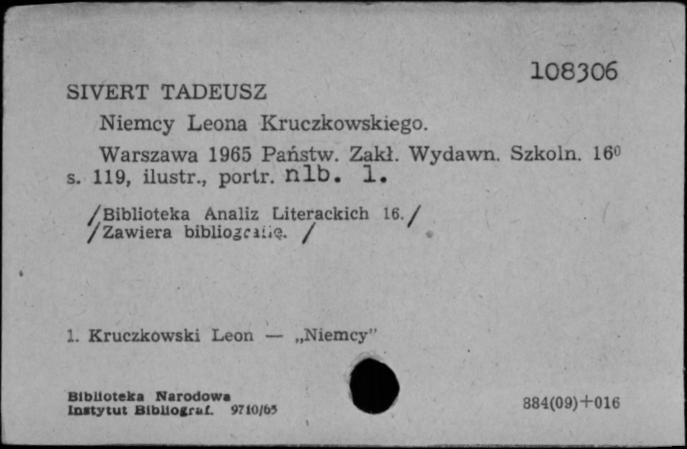 108306
SIVERT TADEUSZ
Niemcy Leona Kruczkowskiego.
Warszawa 1965 Państw. Zakł. Wydawn. Szkoln. 16⁰
s. 119, ilustr., portr. nlb. 1.
/Biblioteka Analiz Literackich 16./
/Zawiera bibliografię. /
1. Kruczkowski Leon — „Niemcy”
Biblioteka Narodowa
Instytut Bibliograf. 9710/65
884(09)+016